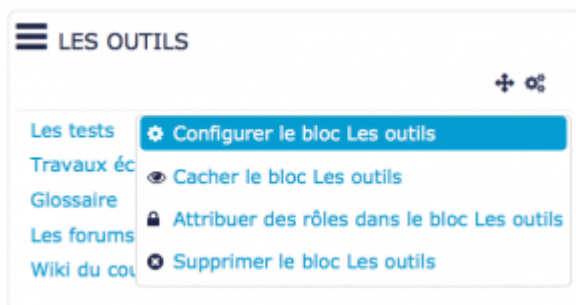 LES OUTILS
Les tests
Configurer le bloc Les outils
Travaux éc
Cacher le bloc Les outils
Glossaire
Attribuer des rôles dans le bloc Les outils
Les forums
Supprimer le bloc Les outils
Wiki du cou